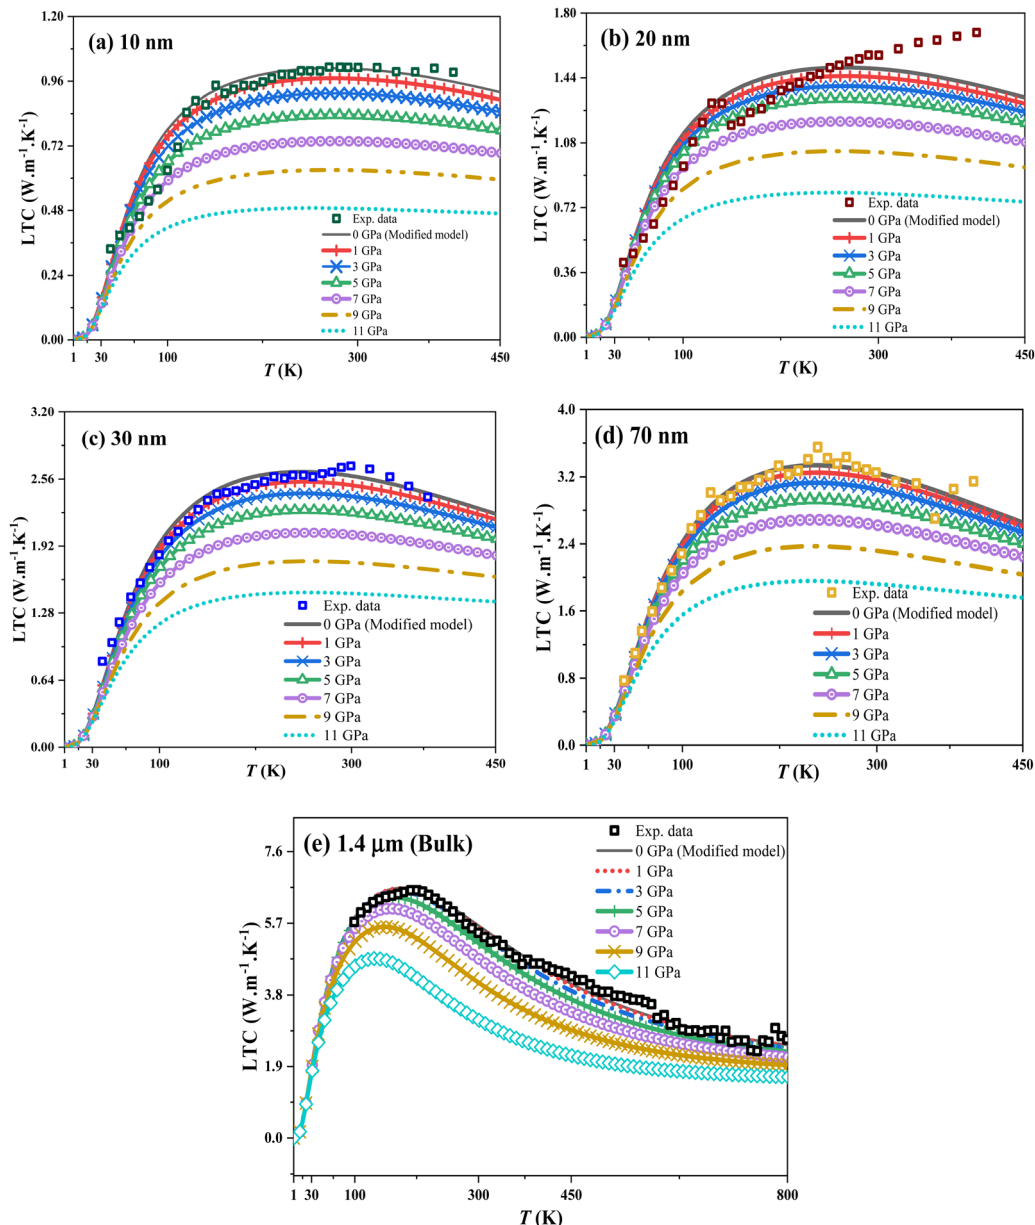 (a) 10 nm
LTC (W.m-1.K-1)
1.20
0.96
0.72
0.48
0.24
0.00
Exp. data
0 GPa (Modified model)
1 GPa
3 GPa
5 GPa
7 GPa
9 GPa
11 GPa
1 30 100 300 450
T (K)
(b) 20 nm
LTC (W.m-1.K-1)
1.80
1.44
1.08
0.72
0.36
0.00
Exp. data
0 GPa (Modified model)
1 GPa
3 GPa
5 GPa
7 GPa
9 GPa
11 GPa
1 30 100 300 450
T (K)
(c) 30 nm
LTC (W.m-1.K-1)
3.20
2.56
1.92
1.28
0.64
0.00
Exp. data
0 GPa (Modified model)
1 GPa
3 GPa
5 GPa
7 GPa
9 GPa
11 GPa
1 30 100 300 450
T (K)
(d) 70 nm
LTC (W.m-1.K-1)
4.0
3.2
2.4
1.6
0.8
0.0
Exp. data
0 GPa (Modified model)
1 GPa
3 GPa
5 GPa
7 GPa
9 GPa
11 GPa
1 30 100 300 450
T (K)
(e) 1.4 μm (Bulk)
LTC (W.m-1.K-1)
7.6
5.7
3.8
1.9
0.0
Exp. data
0 GPa (Modified model)
1 GPa
3 GPa
5 GPa
7 GPa
9 GPa
11 GPa
1 30 100 300 450 800
T (K)